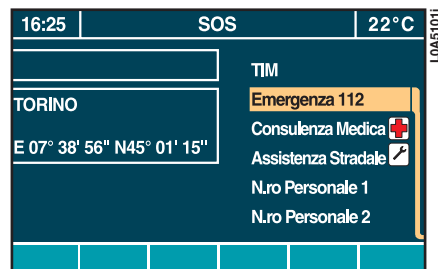 16:25 SOS 22°C
TIM
Emergenza 112
TORINO
Consulenza Medica
E 07° 38' 56" N45° 01' 15"
Assistenza Stradale
N.ro Personale 1
N.ro Personale 2
L0A5101i